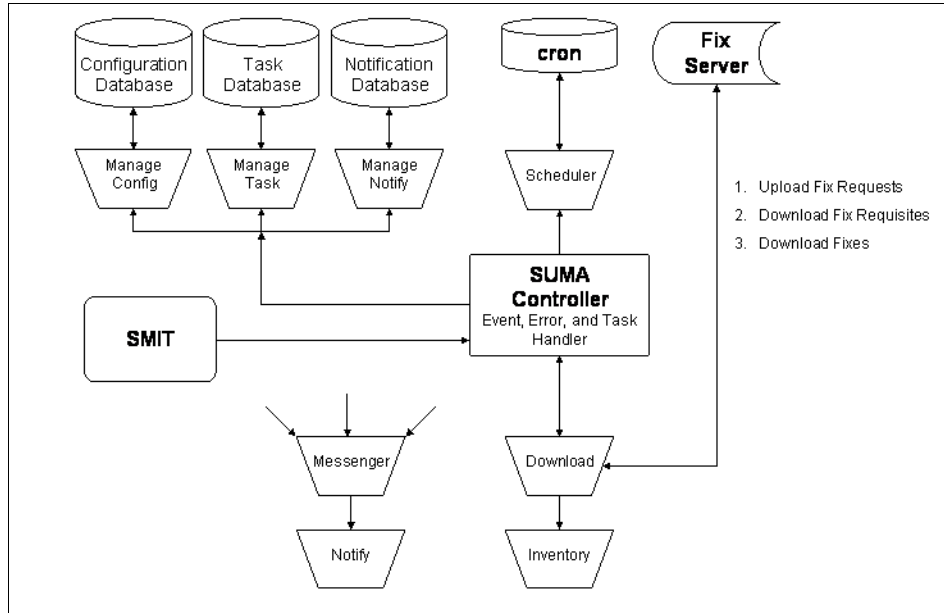 Configuration
Database
Task
Database
Notification
Database
cron
Fix
Server
Manage
Config
Manage
Task
Manage
Notify
Scheduler
1. Upload Fix Requests
2. Download Fix Requisites
3. Download Fixes
SUMA
Controller
Event, Error, and Task
Handler
SMIT
Messenger
Download
Notify
Inventory